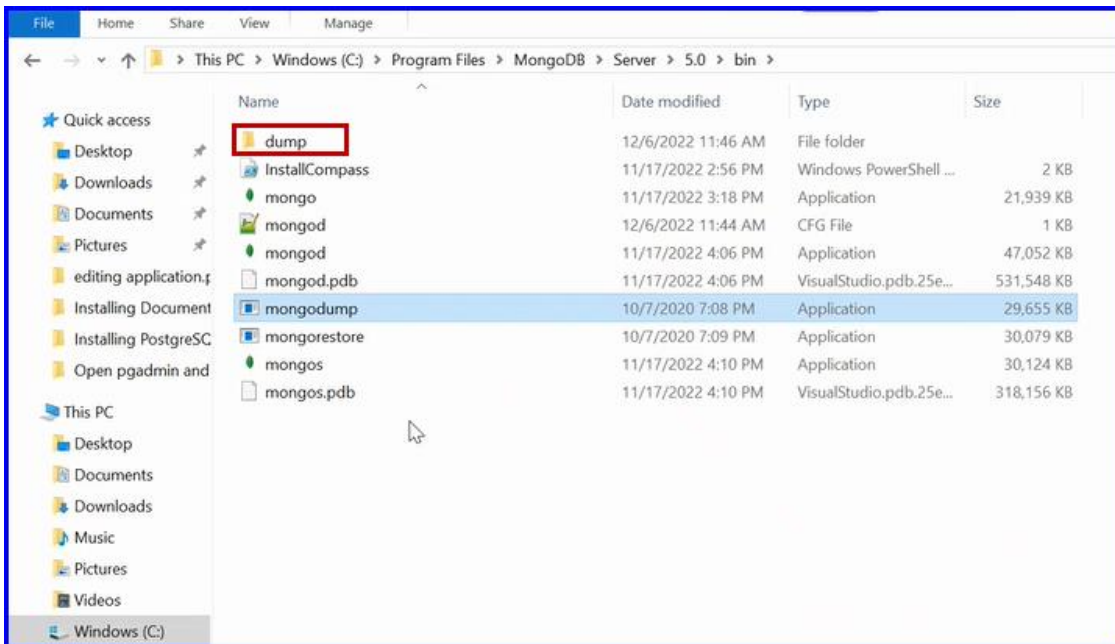 File Home Share View Manage
This PC > Windows (C:) > Program Files > MongoDB > Server > 5.0 > bin >
Name Date modified Type Size
Quick access
Desktop
Downloads
Documents
Pictures
editing application.p
Installing Document
Installing PostgreSC
Open pgadmin and
This PC
Desktop
Documents
Downloads
Music
Pictures
Videos
Windows (C:)
dump 12/6/2022 11:46 AM File folder
InstallCompass 11/17/2022 2:56 PM Windows PowerShell ... 2 KB
mongo 11/17/2022 3:18 PM Application 21,939 KB
mongod 12/6/2022 11:44 AM CFG File 1 KB
mongod 11/17/2022 4:06 PM Application 47,052 KB
mongod.pdb 11/17/2022 4:06 PM VisualStudio.pdb.25e... 531,548 KB
mongodump 10/7/2020 7:08 PM Application 29,655 KB
mongorestore 10/7/2020 7:09 PM Application 30,079 KB
mongos 11/17/2022 4:10 PM Application 30,124 KB
mongos.pdb 11/17/2022 4:10 PM VisualStudio.pdb.25e... 318,156 KB